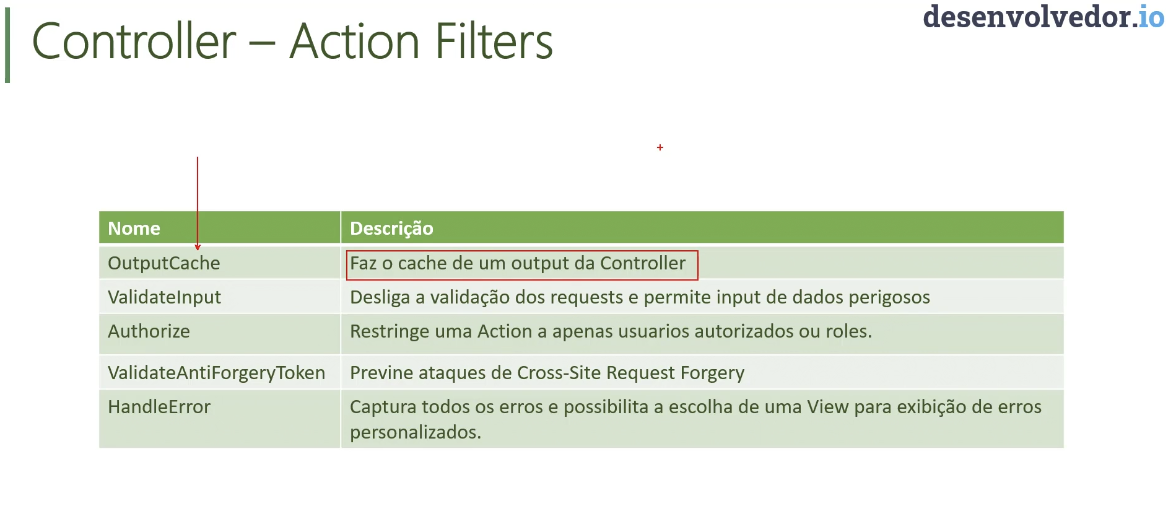 desenvolvedor.io
Controller – Action Filters
Nome Descrição
OutputCache Faz o cache de um output da Controller
ValidateInput Desliga a validação dos requests e permite input de dados perigosos
Authorize Restringe uma Action a apenas usuarios autorizados ou roles.
ValidateAntiForgeryToken Previne ataques de Cross-Site Request Forgery
HandleError Captura todos os erros e possibilita a escolha de uma View para exibição de erros
personalizados.